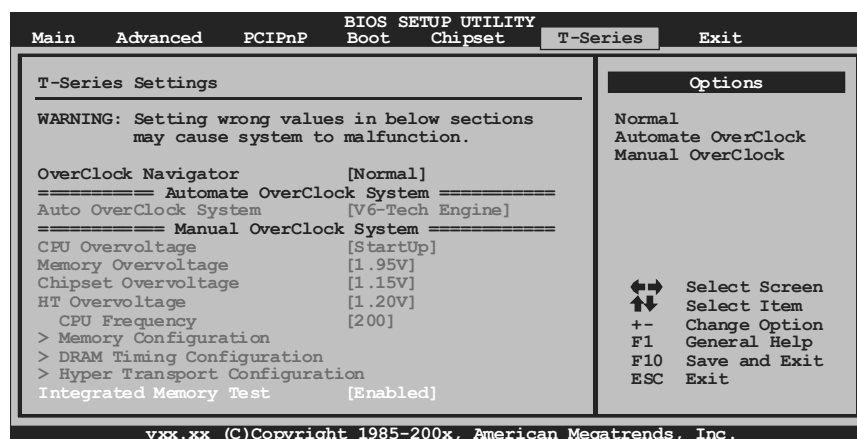 BIOS SETUP UTILITY
Main Advanced PCIPnP Boot Chipset T-Series Exit
T-Series Settings
WARNING: Setting wrong values in below sections
may cause system to malfunction.
OverClock Navigator [Normal]
=========== Automate OverClock System ===========
Auto OverClock System [V6-Tech Engine]
============ Manual OverClock System ============
CPU Overvoltage [StartUp]
Memory Overvoltage [1.95V]
Chipset Overvoltage [1.15V]
HT Overvoltage [1.20V]
CPU Frequency [200]
> Memory Configuration
> DRAM Timing Configuration
> Hyper Transport Configuration
Integrated Memory Test [Enabled]
Options
Normal
Automate OverClock
Manual OverClock
Select Screen
Select Item
+- Change Option
F1 General Help
F10 Save and Exit
ESC Exit
vxx.xx (C)Copyright 1985-200x, American Megatrends, Inc.